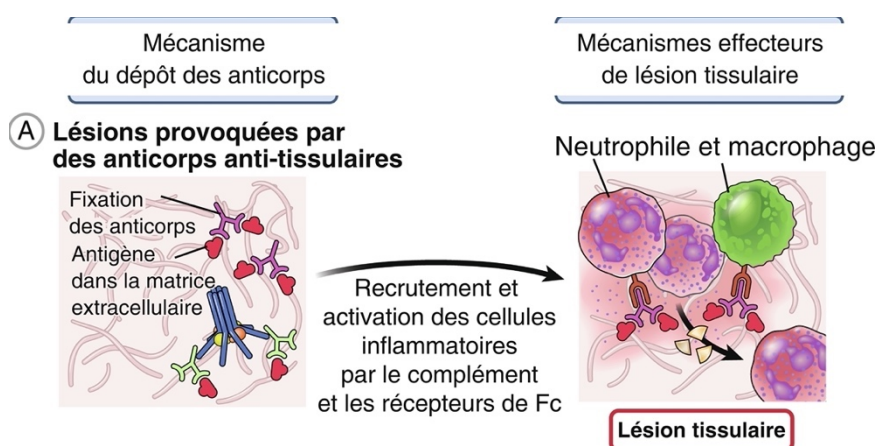 Mécanisme
du dépôt des anticorps
Mécanismes effecteurs
de lésion tissulaire
A Lésions provoquées par
des anticorps anti-tissulaires
Fixation
des anticorps
Antigène
dans la matrice
extracellulaire
Recrutement et
activation des cellules
inflammatoires
par le complément
et les récepteurs de Fc
Neutrophile et macrophage
Lésion tissulaire